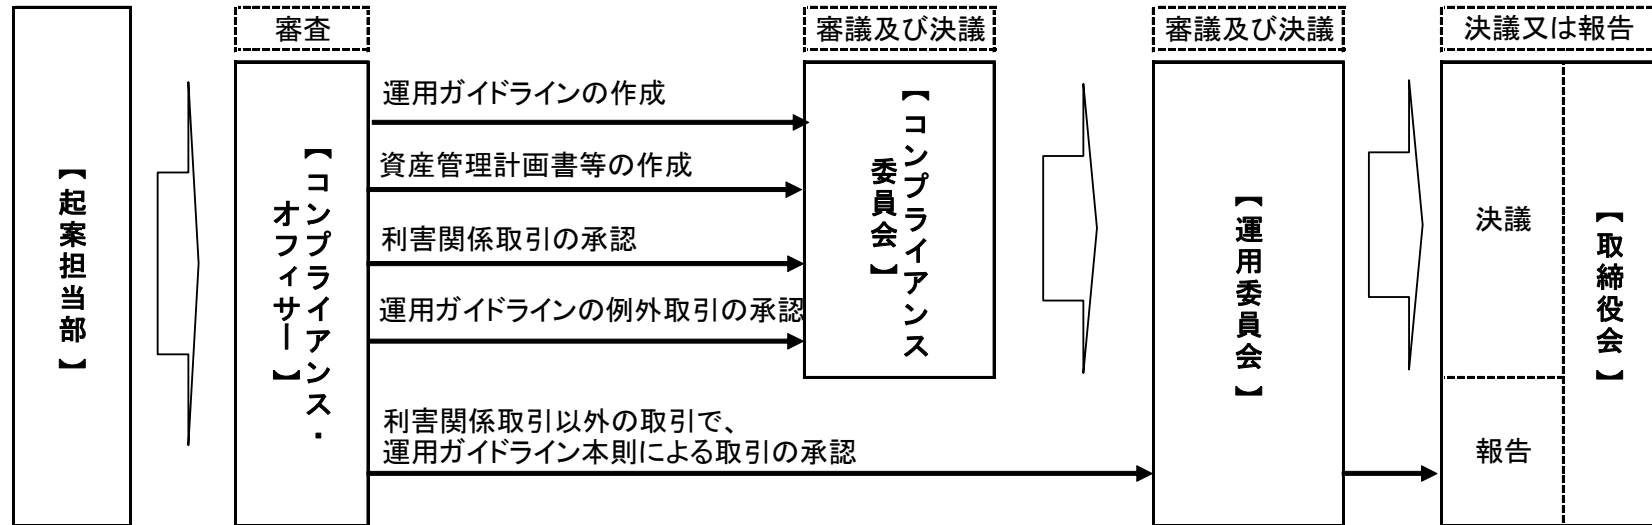 審査
審議及び決議
審議及び決議
決議又は報告
【起案担当部】
【コンプライアンス・
オフィサー】
運用ガイドラインの作成
資産管理計画書等の作成
利害関係取引の承認
運用ガイドラインの例外取引の承認
利害関係取引以外の取引で、
運用ガイドライン本則による取引の承認
【コンプライアンス
委員会】
【運用委員会】
決議
報告
【取締役会】